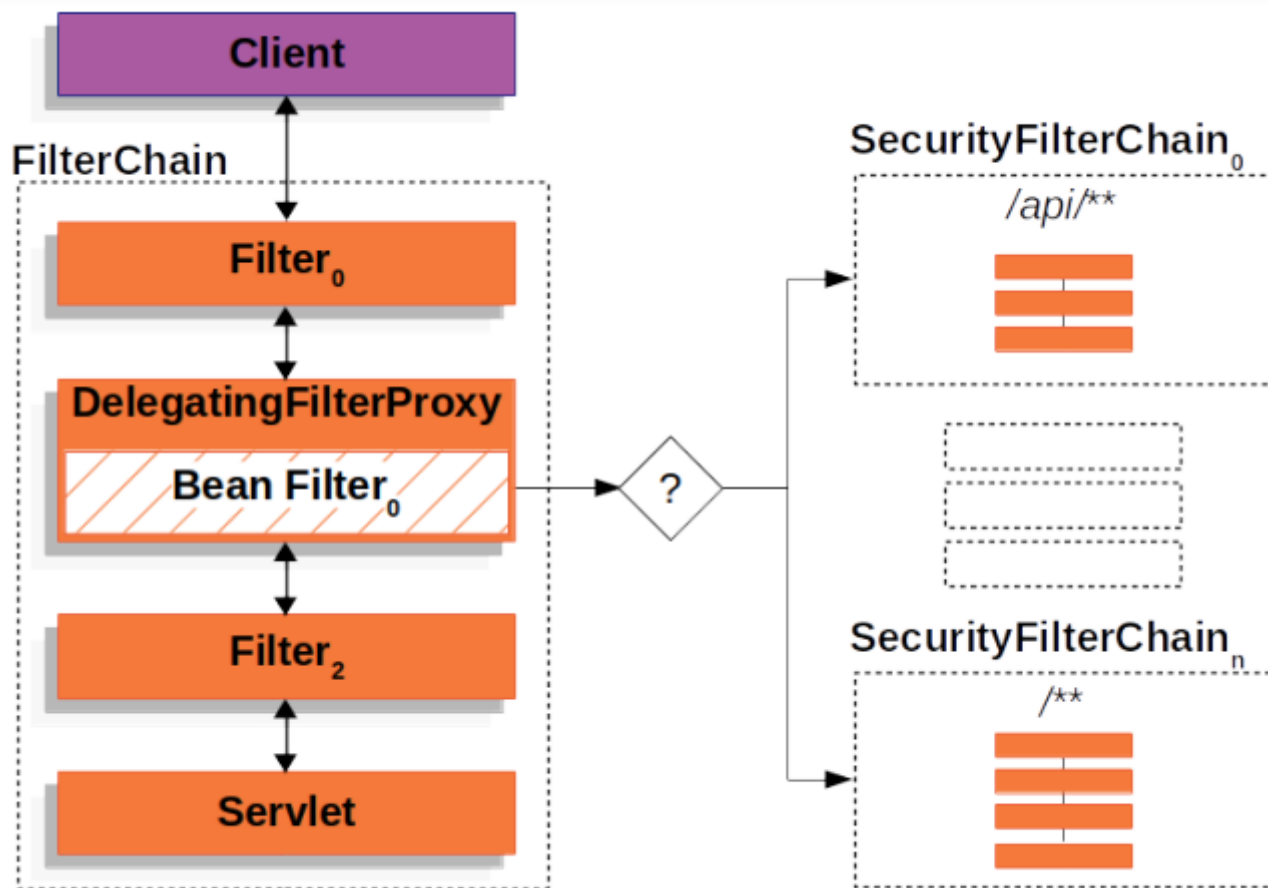 Client
FilterChain
Filter0
DelegatingFilterProxy
Bean Filter0
Filter2
Servlet
?
SecurityFilterChain0
/api/**
SecurityFilterChainn
/**